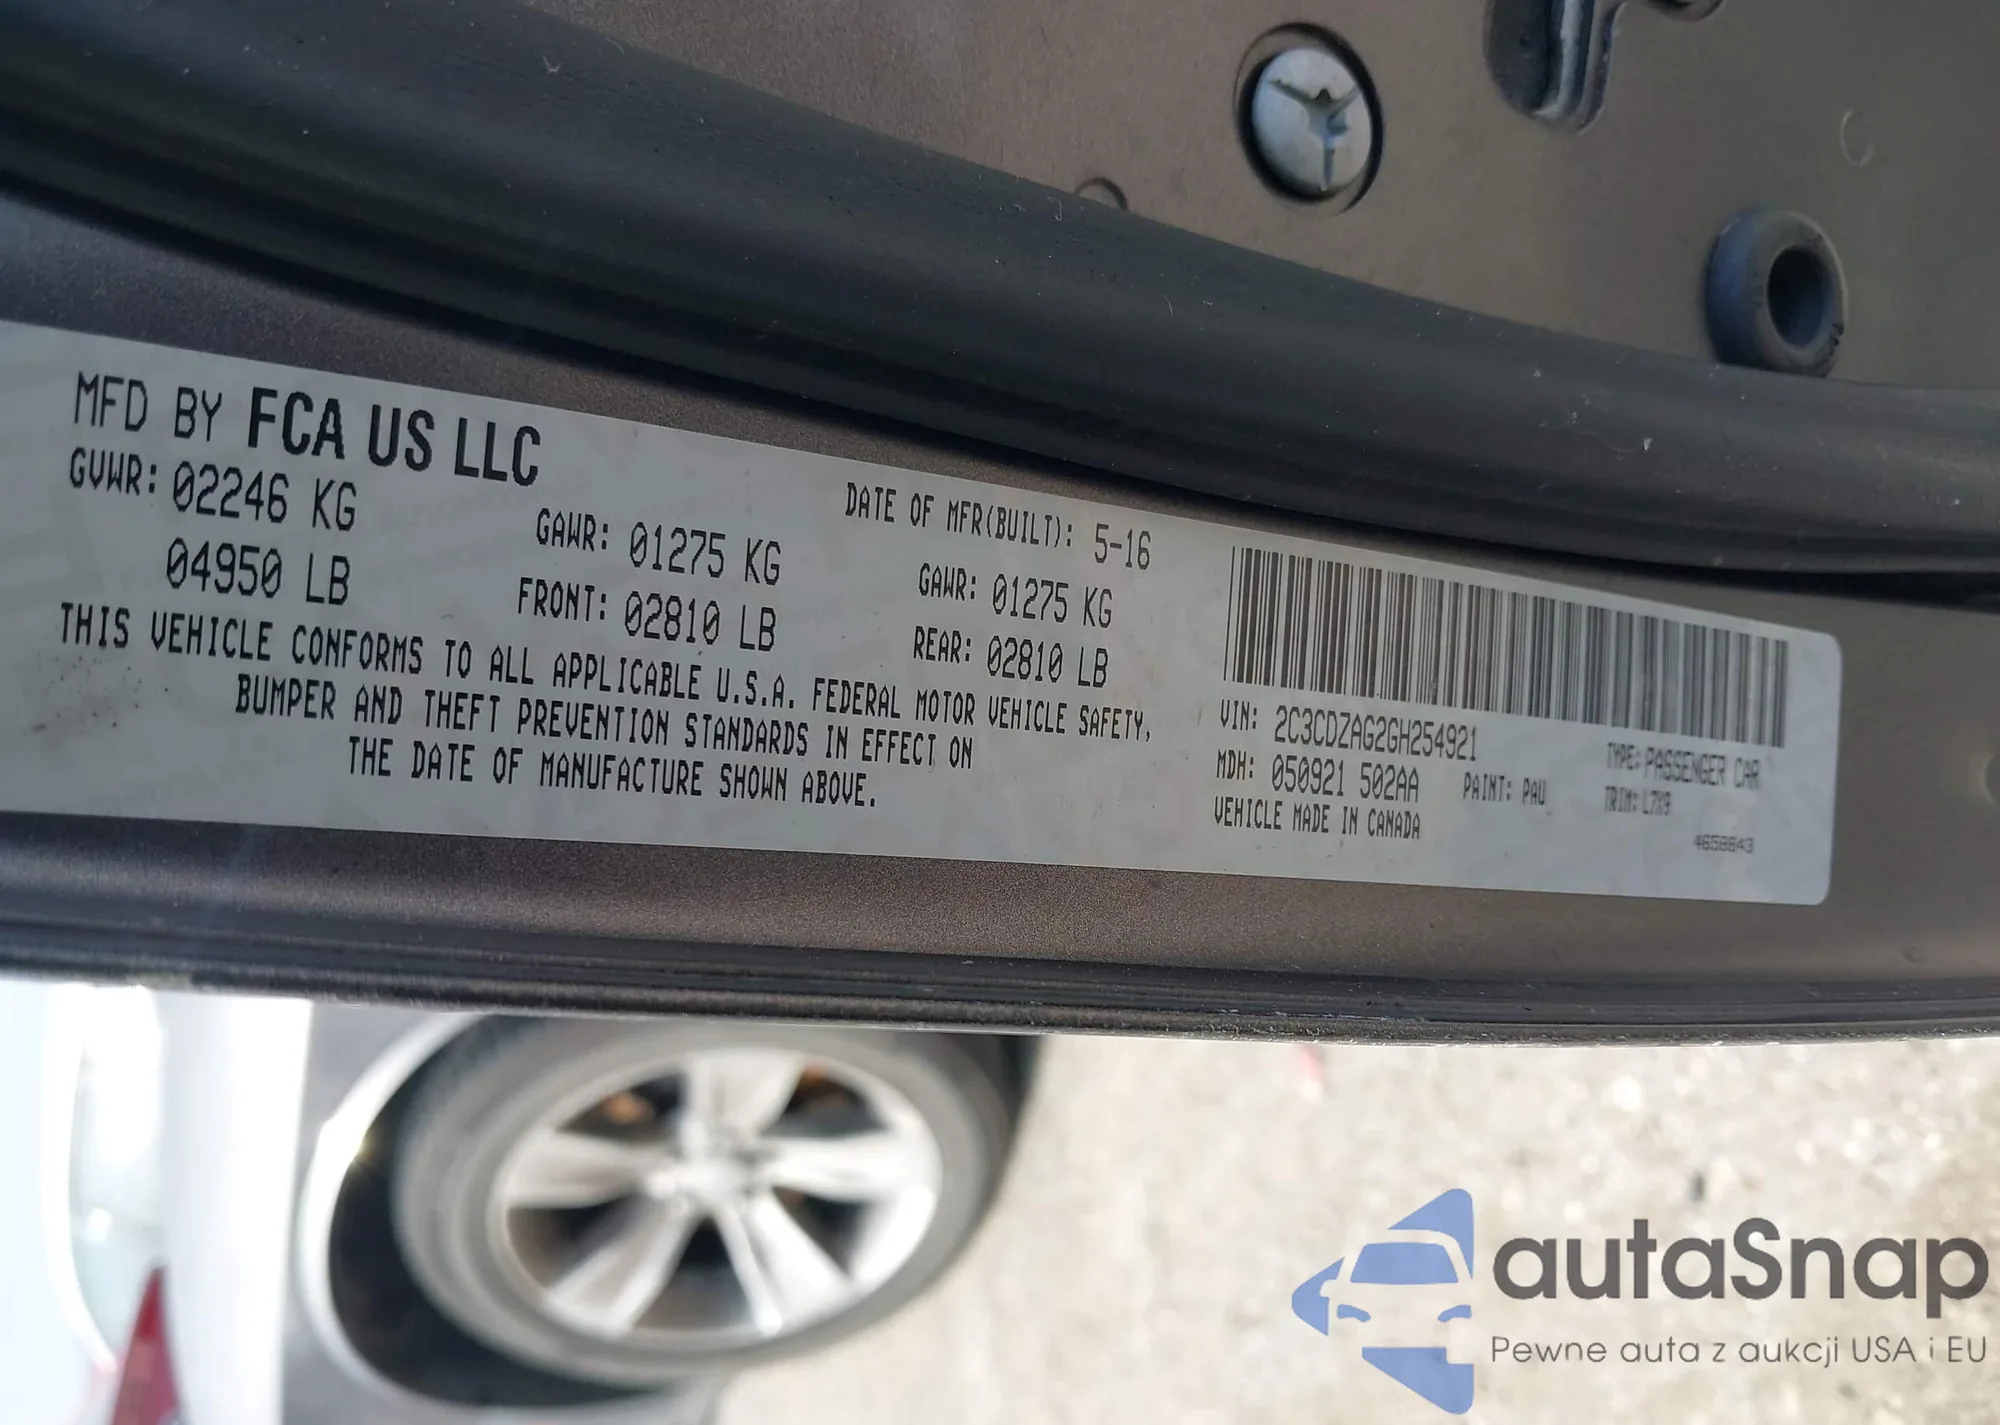 MFD BY FCA US LLC
DATE OF MFR(BUILT): 5-16
GVWR: 02246 KG
04950 LB
GAWR: 01275 KG
FRONT: 02810 LB
GAWR: 01275 KG
REAR: 02810 LB
THIS VEHICLE CONFORMS TO ALL APPLICABLE U.S.A. FEDERAL MOTOR VEHICLE SAFETY,
BUMPER AND THEFT PREVENTION STANDARDS IN EFFECT ON
THE DATE OF MANUFACTURE SHOWN ABOVE.
VIN: 2C3CDZAG2GH254921
TYPE: PASSENGER CAR
MDH: 050921 502AA
PAINT: PAU
TRIM: L7X9
VEHICLE MADE IN CANADA
4658843
autaSnap
Pewne auta z aukcji USA i EU